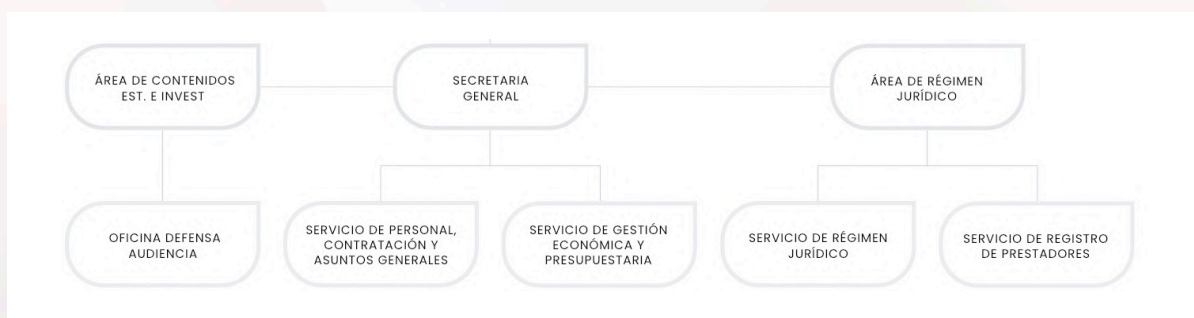 ÁREA DE CONTENIDOS
EST. E INVEST
SECRETARIA
GENERAL
ÁREA DE RÉGIMEN
JURÍDICO
OFICINA DEFENSA
AUDIENCIA
SERVICIO DE PERSONAL,
CONTRATACIÓN Y
ASUNTOS GENERALES
SERVICIO DE GESTIÓN
ECONÓMICA Y
PRESUPUESTARIA
SERVICIO DE RÉGIMEN
JURÍDICO
SERVICIO DE REGISTRO
DE PRESTADORES